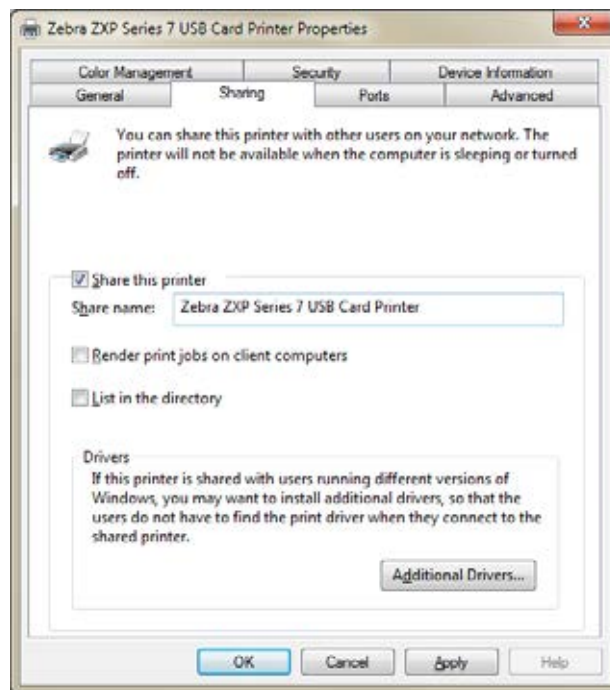 Zebra ZXP Series 7 USB Card Printer Properties
Color Management Security Device Information
General Sharing Ports Advanced
You can share this printer with other users on your network. The
printer will not be available when the computer is sleeping or turned
off.
Share this printer
Share name: Zebra ZXP Series 7 USB Card Printer
Render print jobs on client computers
List in the directory
Drivers
If this printer is shared with users running different versions of
Windows, you may want to install additional drivers, so that the
users do not have to find the print driver when they connect to the
shared printer.
Additional Drivers...
OK Cancel Apply Help